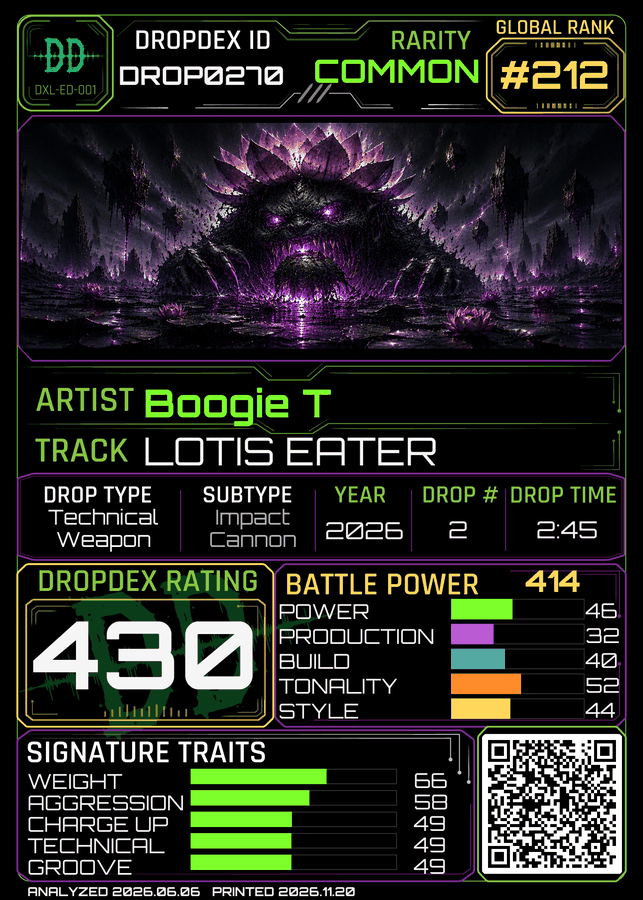 DD
DXL-ED-001
DROPDEX ID
DROP0270
RARITY
COMMON
GLOBAL RANK
#212
ARTIST Boogie T
TRACK LOTIS EATER
DROP TYPE
Technical
Weapon
SUBTYPE
Impact
Cannon
YEAR
2026
DROP #
2
DROP TIME
2:45
DROPDEX RATING
430
BATTLE POWER 414
POWER 46
PRODUCTION 32
BUILD 40
TONALITY 52
STYLE 44
SIGNATURE TRAITS
WEIGHT 66
AGGRESSION 58
CHARGE UP 49
TECHNICAL 49
GROOVE 49
ANALYZED 2026.06.06 PRINTED 2026.11.20